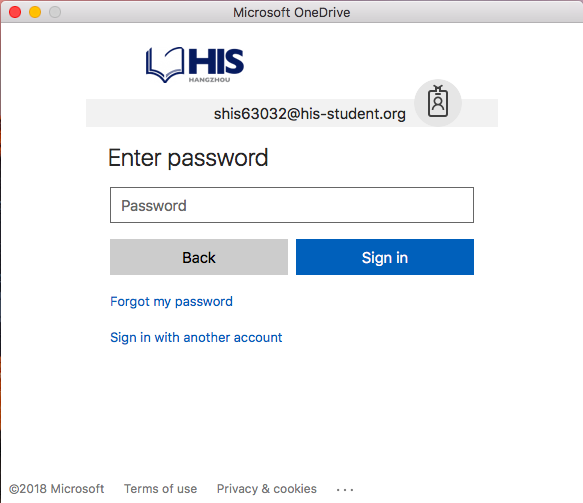 Microsoft OneDrive
HIS
HANGZHOU
shis63032@his-student.org
Enter password
Password
Back
Sign in
Forgot my password
Sign in with another account
©2018 Microsoft Terms of use Privacy & cookies ...